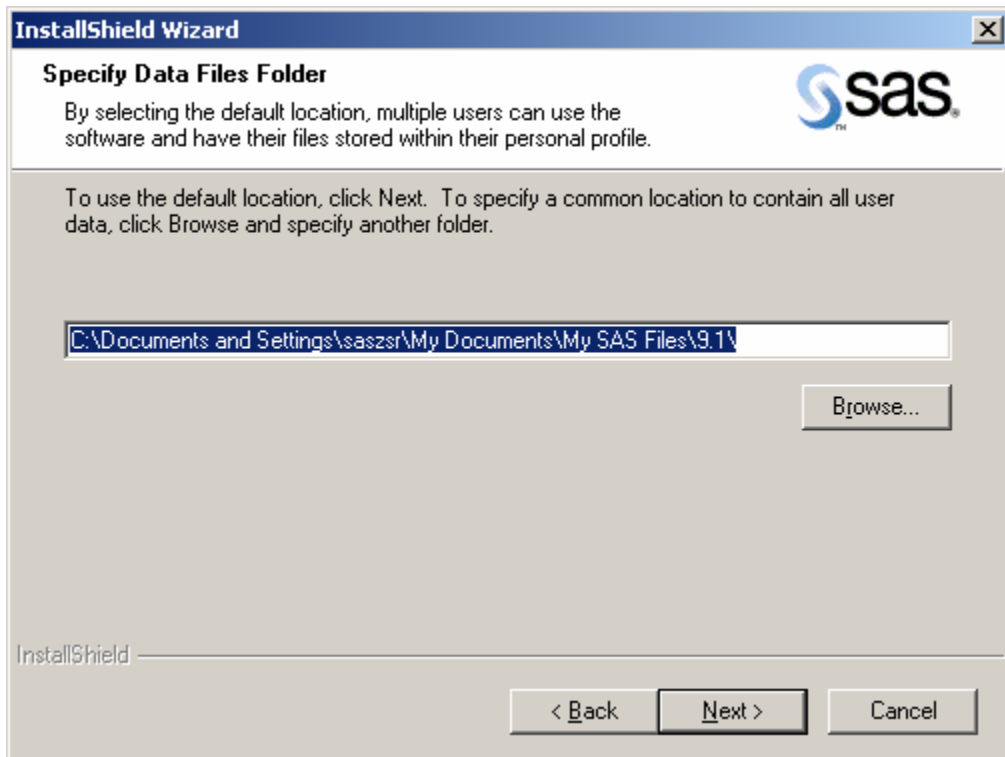 InstallShield Wizard
Specify Data Files Folder
By selecting the default location, multiple users can use the
software and have their files stored within their personal profile.
sas®
TM
To use the default location, click Next.  To specify a common location to contain all user
data, click Browse and specify another folder.
C:\Documents and Settings\saszsr\My Documents\My SAS Files\9.1\
Browse...
InstallShield
< Back
Next >
Cancel